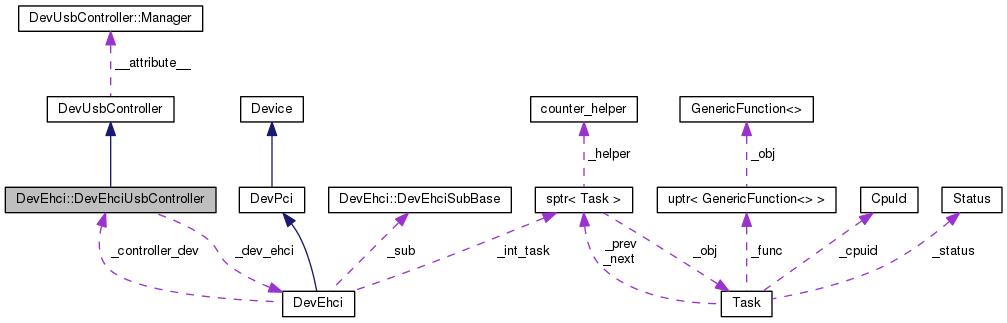 DevUsbController::Manager
__attribute__
DevUsbController
Device
counter_helper
GenericFunction<>
_helper
_obj
DevEhci::DevEhciUsbController
DevPci
DevEhci::DevEhciSubBase
sptr< Task >
uptr< GenericFunction<> >
CpuId
Status
_controller_dev
_dev_ehci
_sub
_int_task
_prev
_next
_obj
_func
_cpuid
_status
DevEhci
Task